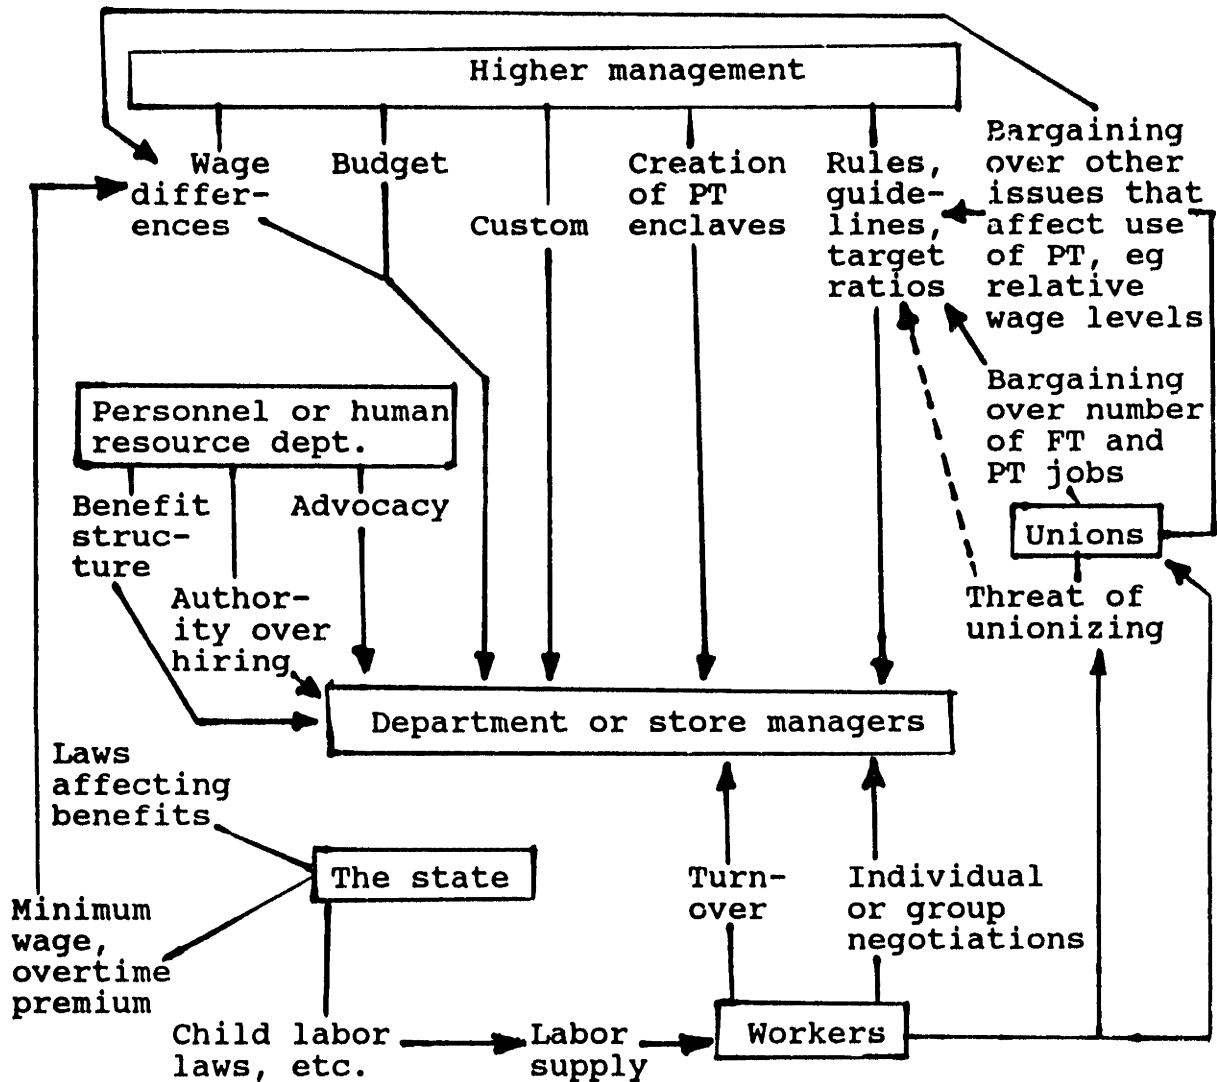 Higher management
Wage
differ-
ences
Budget
Custom
Creation
of PT
enclaves
Rules,
guide-
lines,
target
ratios
Bargaining
over other
issues that
affect use
of PT, eg
relative
wage levels
Bargaining
over number
of FT and
PT jobs
Personnel or human
resource dept.
Benefit
struc-
ture
Advocacy
Author-
ity over
hiring
Unions
Threat of
unionizing
Department or store managers
Laws
affecting
benefits
The state
Turn-
over
Individual
or group
negotiations
Minimum
wage,
overtime
premium
Child labor
laws, etc.
Labor
supply
Workers